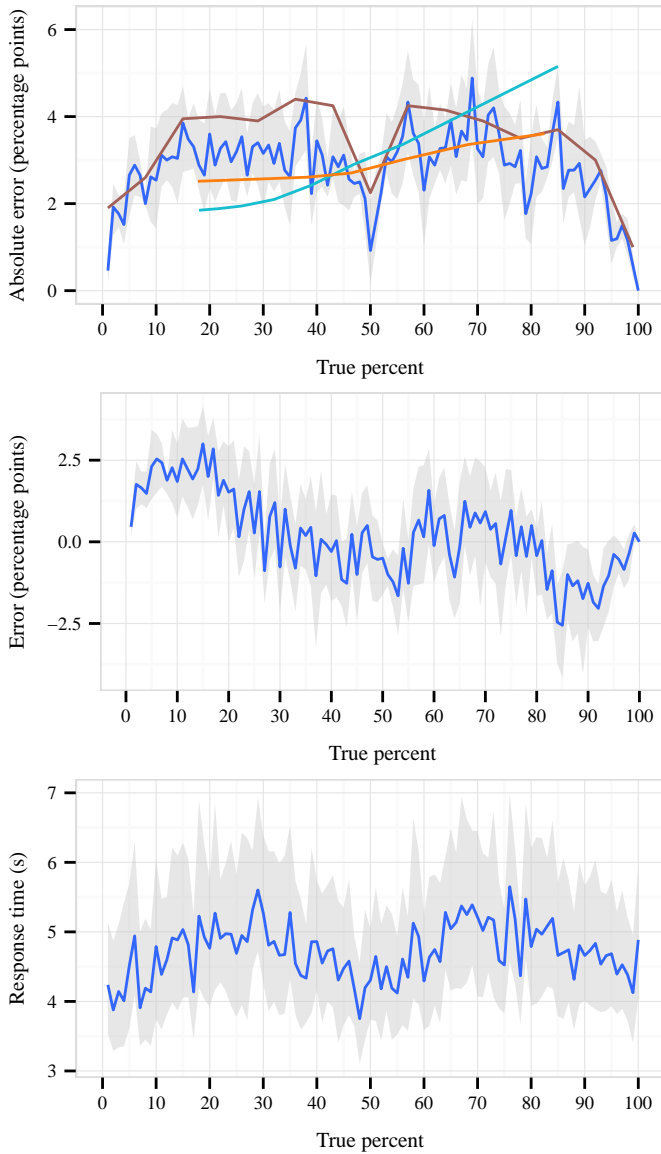 Absolute error (percentage points)
6
4
2
0
0 10 20 30 40 50 60 70 80 90 100
True percent
Error (percentage points)
2.5
0.0
−2.5
0 10 20 30 40 50 60 70 80 90 100
True percent
Response time (s)
7
6
5
4
3
0 10 20 30 40 50 60 70 80 90 100
True percent